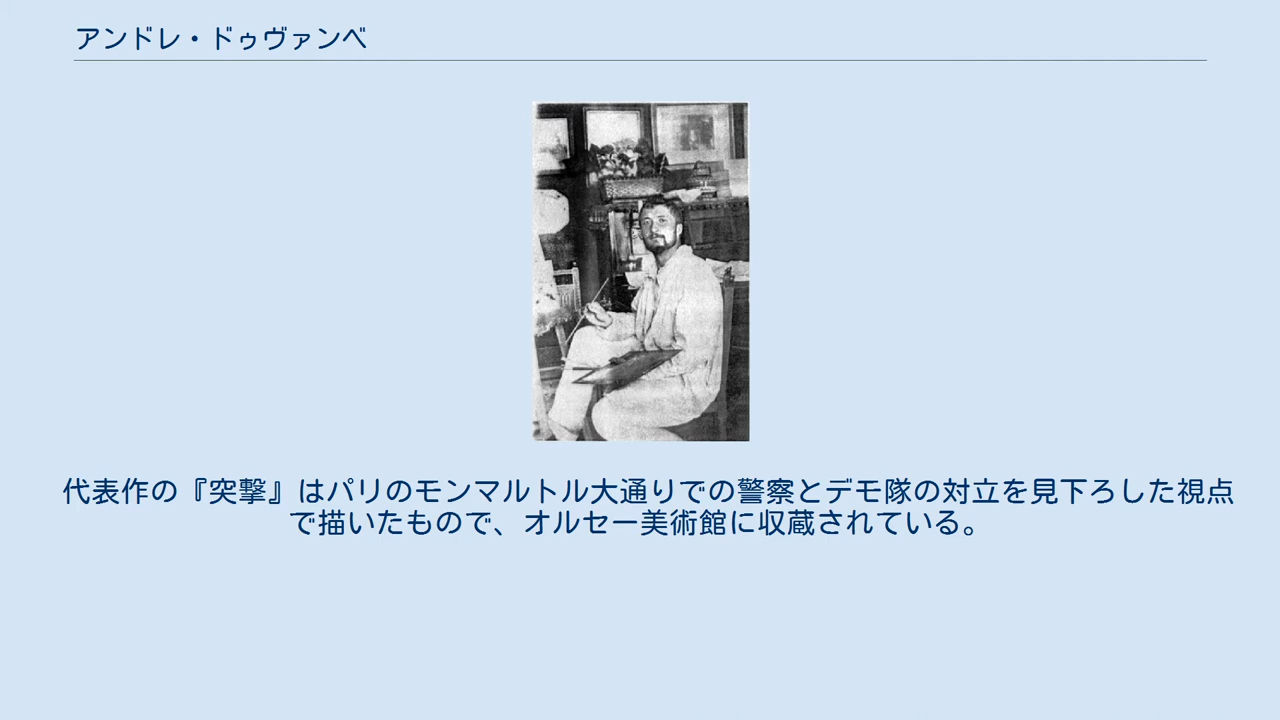 アンドレ・ドゥヴァンベ
代表作の『突撃』はパリのモンマルトル大通りでの警察とデモ隊の対立を見下ろした視点
で描いたもので、オルセー美術館に収蔵されている。